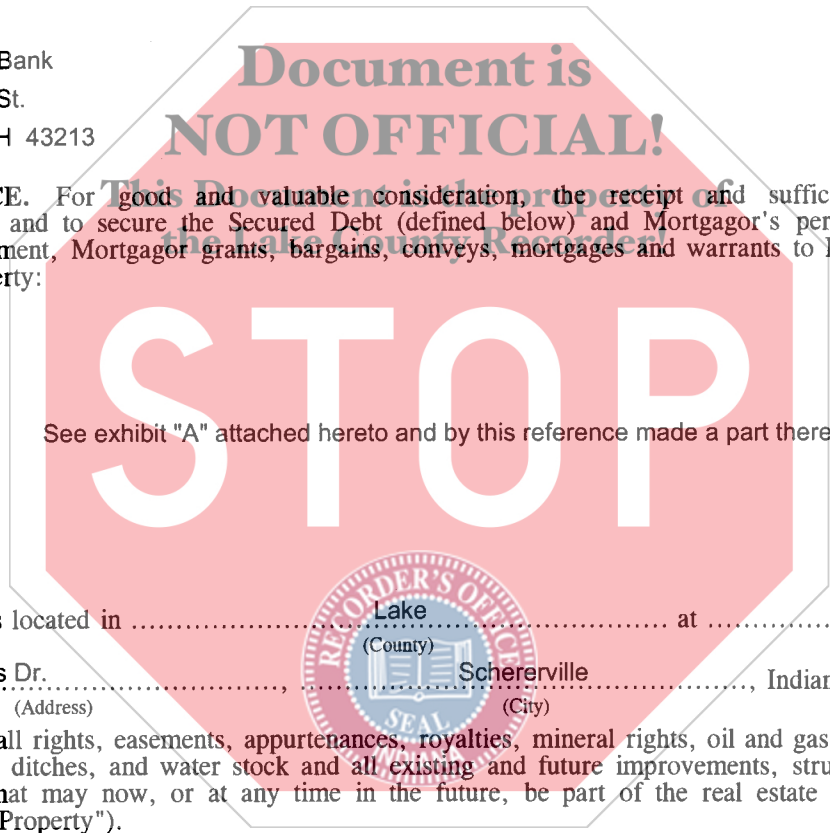 Bank
St.
H 43213
Document is
NOT OFFICIAL!
This Document is the property of
the Lake County Recorder!
CE. For good and valuable consideration, the receipt and suffic
and to secure the Secured Debt (defined below) and Mortgagor's per
ment, Mortgagor grants, bargains, conveys, mortgages and warrants to
erty:
STOP
See exhibit "A" attached hereto and by this reference made a part there
s located in .................... Lake .................... at ....................
(County)
s Dr. ...................., .................... Schererville ...................., Indian
(Address) (City)
all rights, easements, appurtenances, royalties, mineral rights, oil and gas
ditches, and water stock and all existing and future improvements, stru
hat may now, or at any time in the future, be part of the real estate
Property").
RECORDER'S OFFICE
SEAL
INDIANA